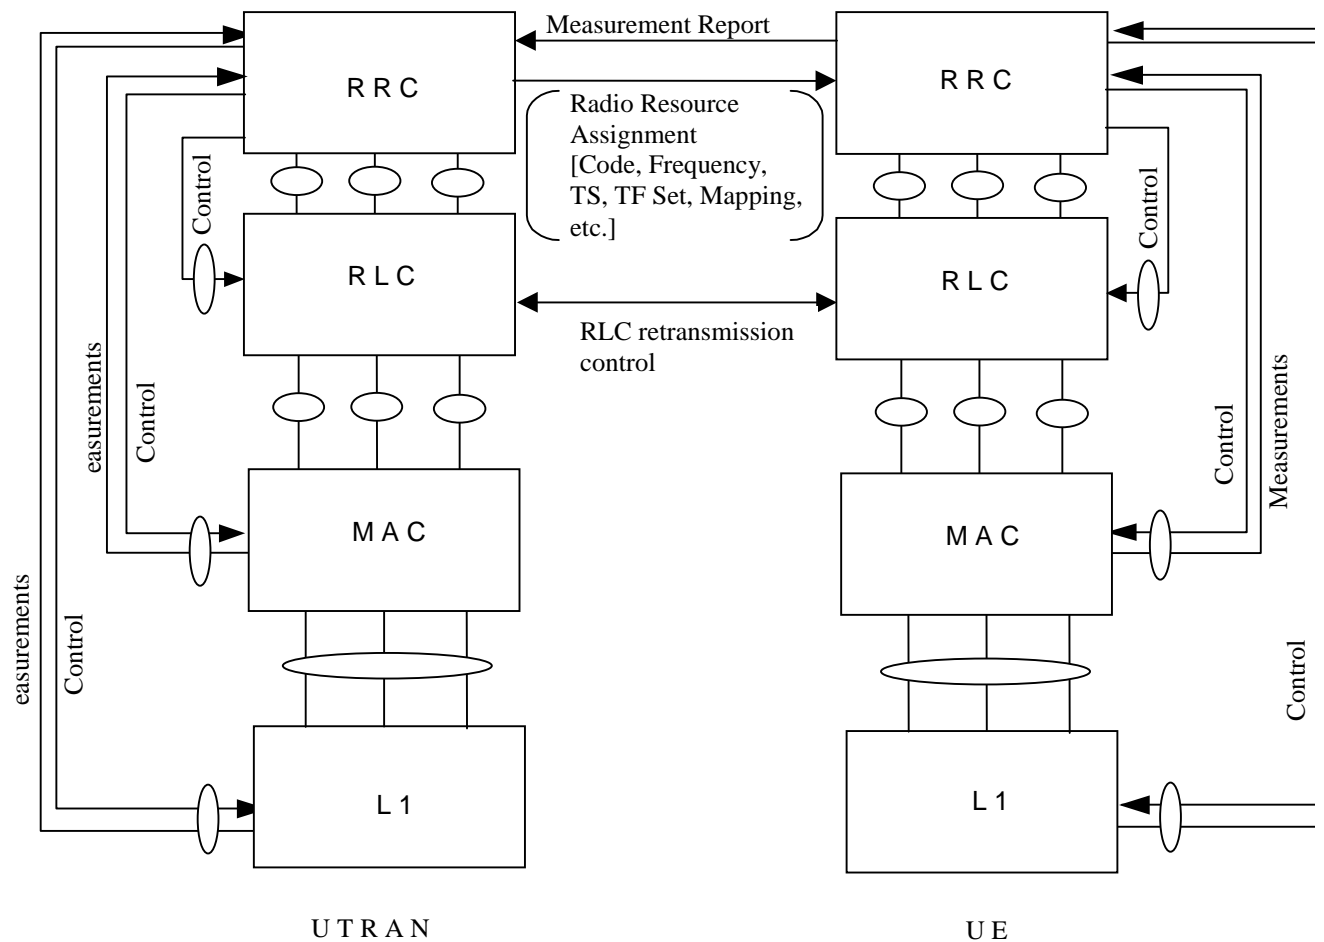 Measurement Report
R R C
R R C
Radio Resource
Assignment
[Code, Frequency,
TS, TF Set, Mapping,
etc.]
Control
Control
R L C
R L C
RLC retransmission
control
easurements
Control
Control
Measurements
M A C
M A C
easurements
Control
Control
L 1
L 1
U T R A N
U E